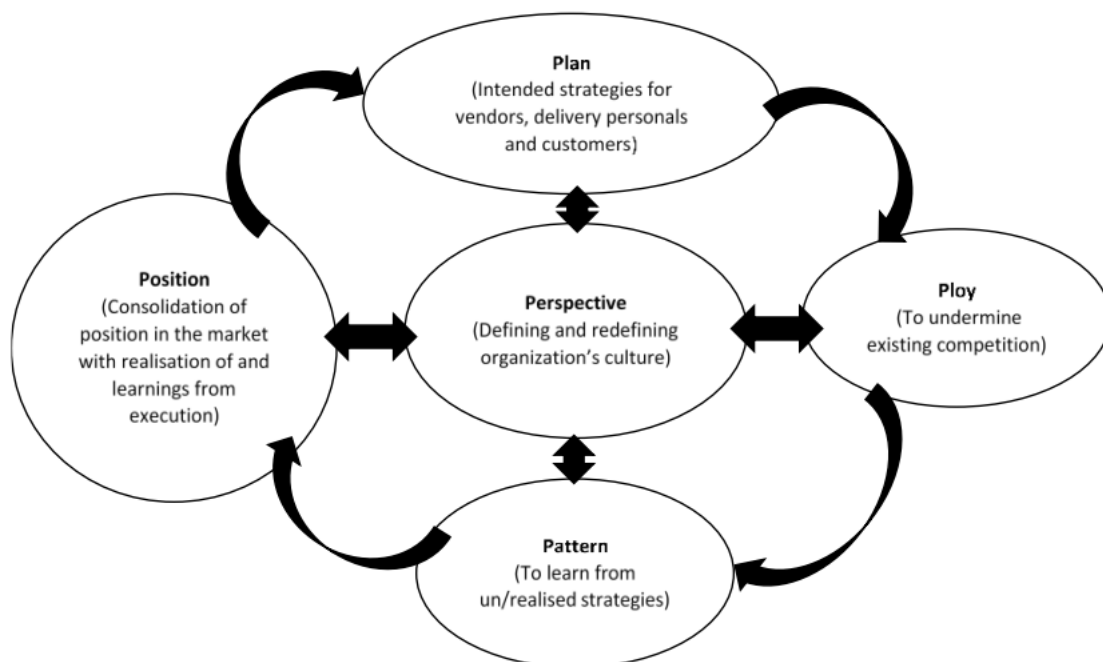 Plan
(Intended strategies for
vendors, delivery personals
and customers)
Position
(Consolidation of
position in the market
with realisation of and
learnings from
execution)
Perspective
(Defining and redefining
organization's culture)
Ploy
(To undermine
existing competition)
Pattern
(To learn from
un/realised strategies)